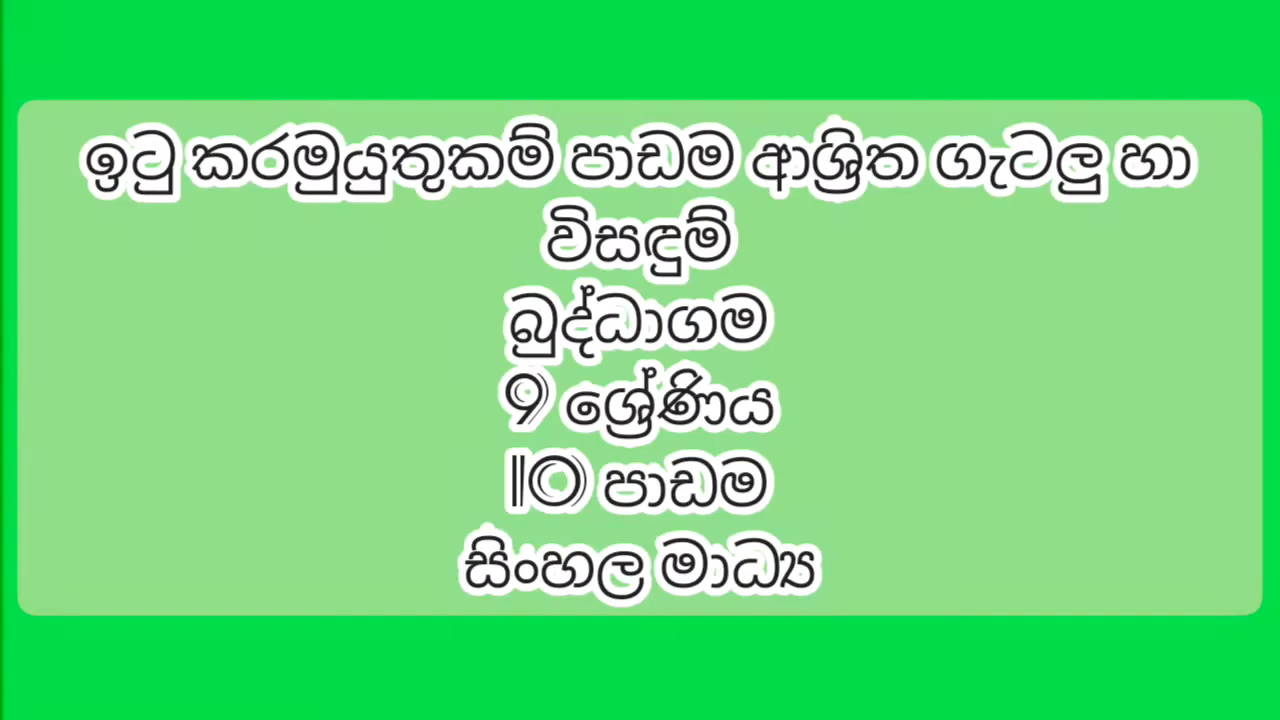 ඉටු කරමුයුතුකම් පාඩම ආශ්‍රිත ගැටලු හා
විසඳුම්
බුද්ධාගම
9 ශ්‍රේණිය
10 පාඩම
සිංහල මාධ්‍ය